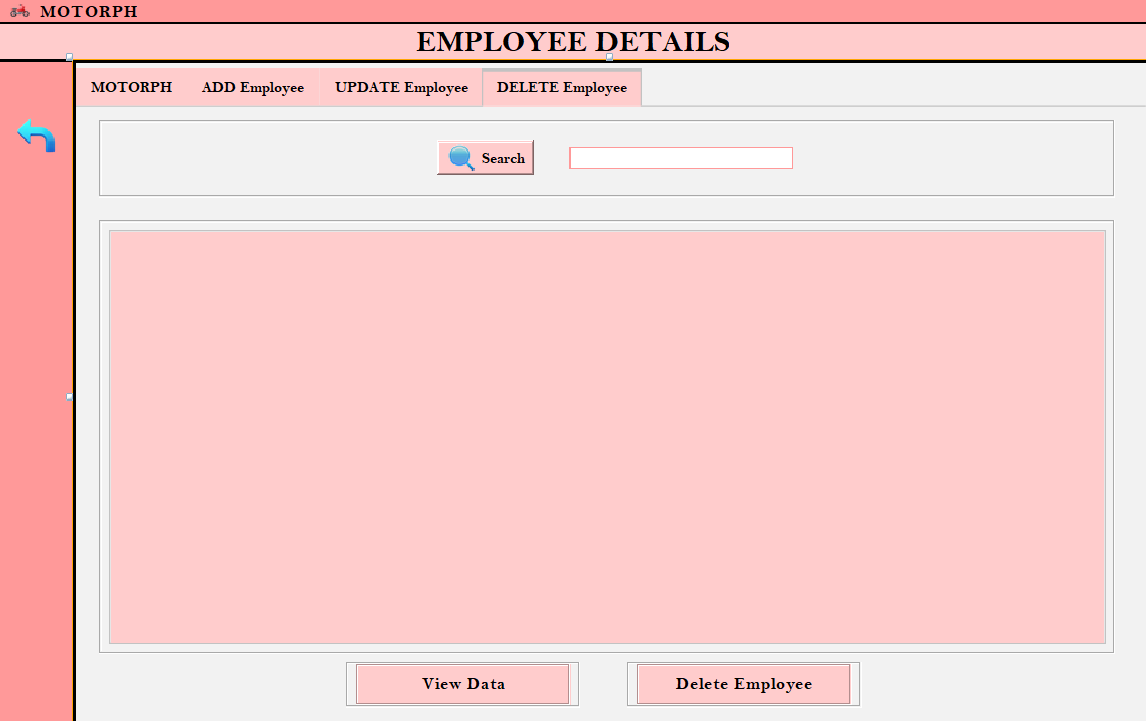 MOTORPH
EMPLOYEE DETAILS
MOTORPH ADD Employee UPDATE Employee DELETE Employee
Search
View Data Delete Employee